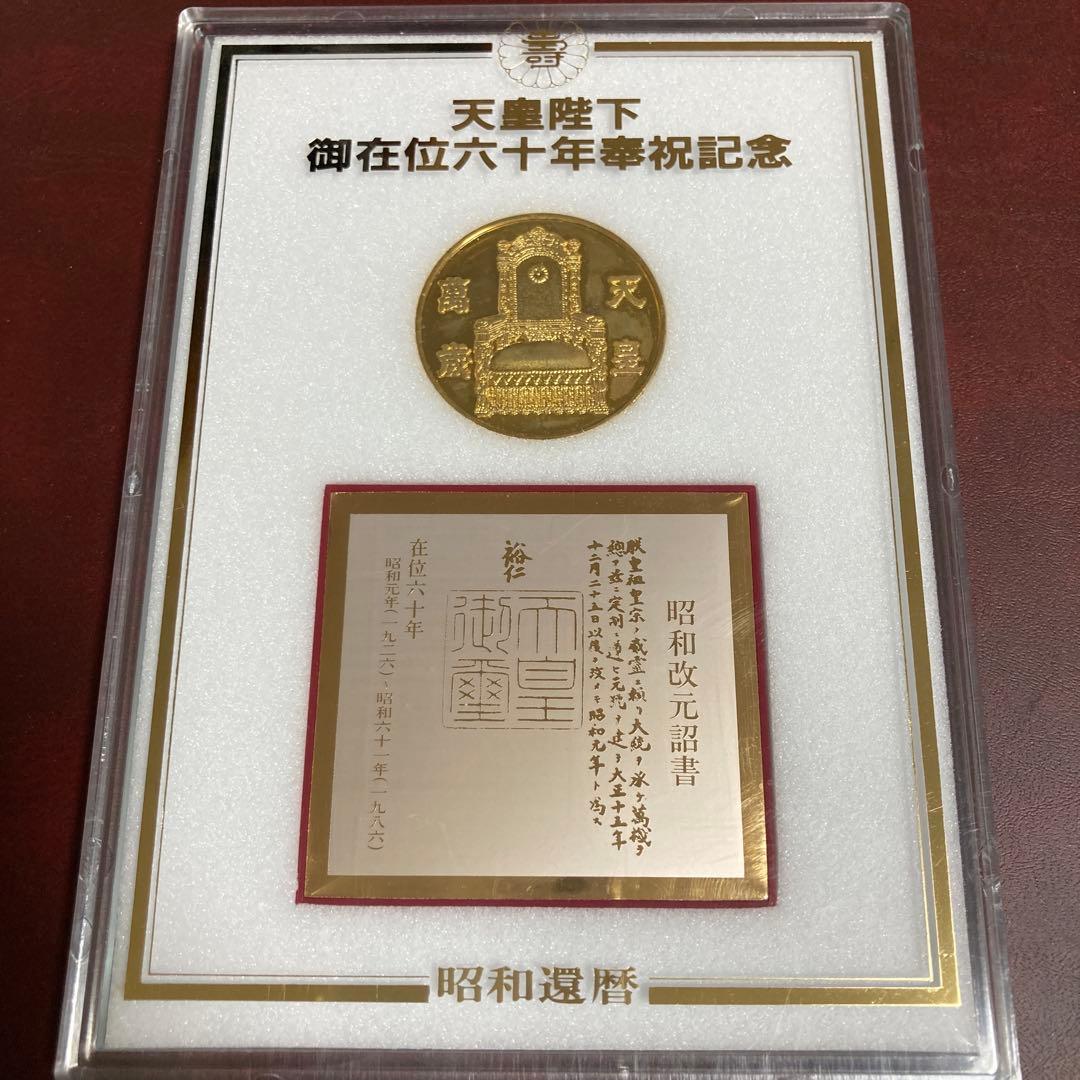 壽
天皇陛下
御在位六十年奉祝記念
天皇
萬歳
昭和改元詔書
朕皇祖皇宗ノ威霊ニ頼リ大統ヲ承ケ萬機ヲ
總フ茲ニ定制ニ遵ヒ元號ヲ建テ大正十五年
十二月二十五日以後ヲ改メテ昭和元年ト為ス
裕仁
天皇
御璽
在位六十年
昭和元年(一九二六)〜昭和六十一年(一九八六)
昭和還暦